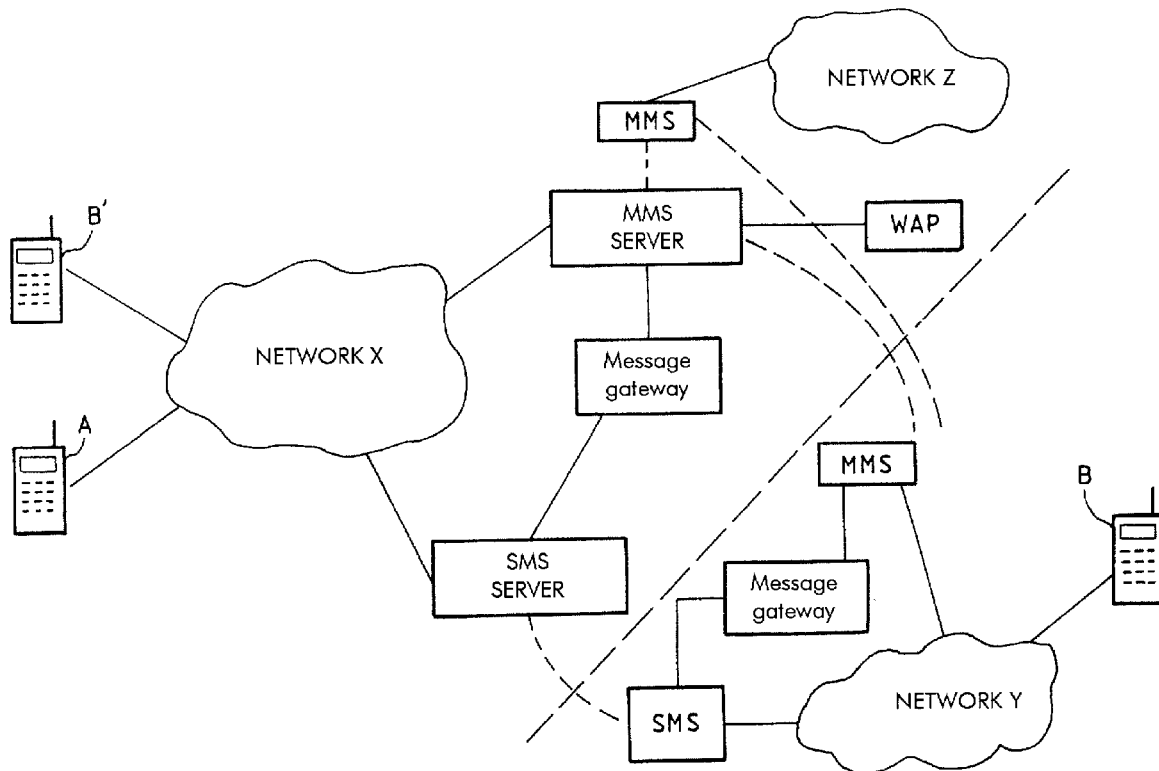 NETWORK Z
MMS
MMS
SERVER
WAP
B'
NETWORK X
Message
gateway
A
MMS
B
SMS
SERVER
Message
gateway
SMS
NETWORK Y